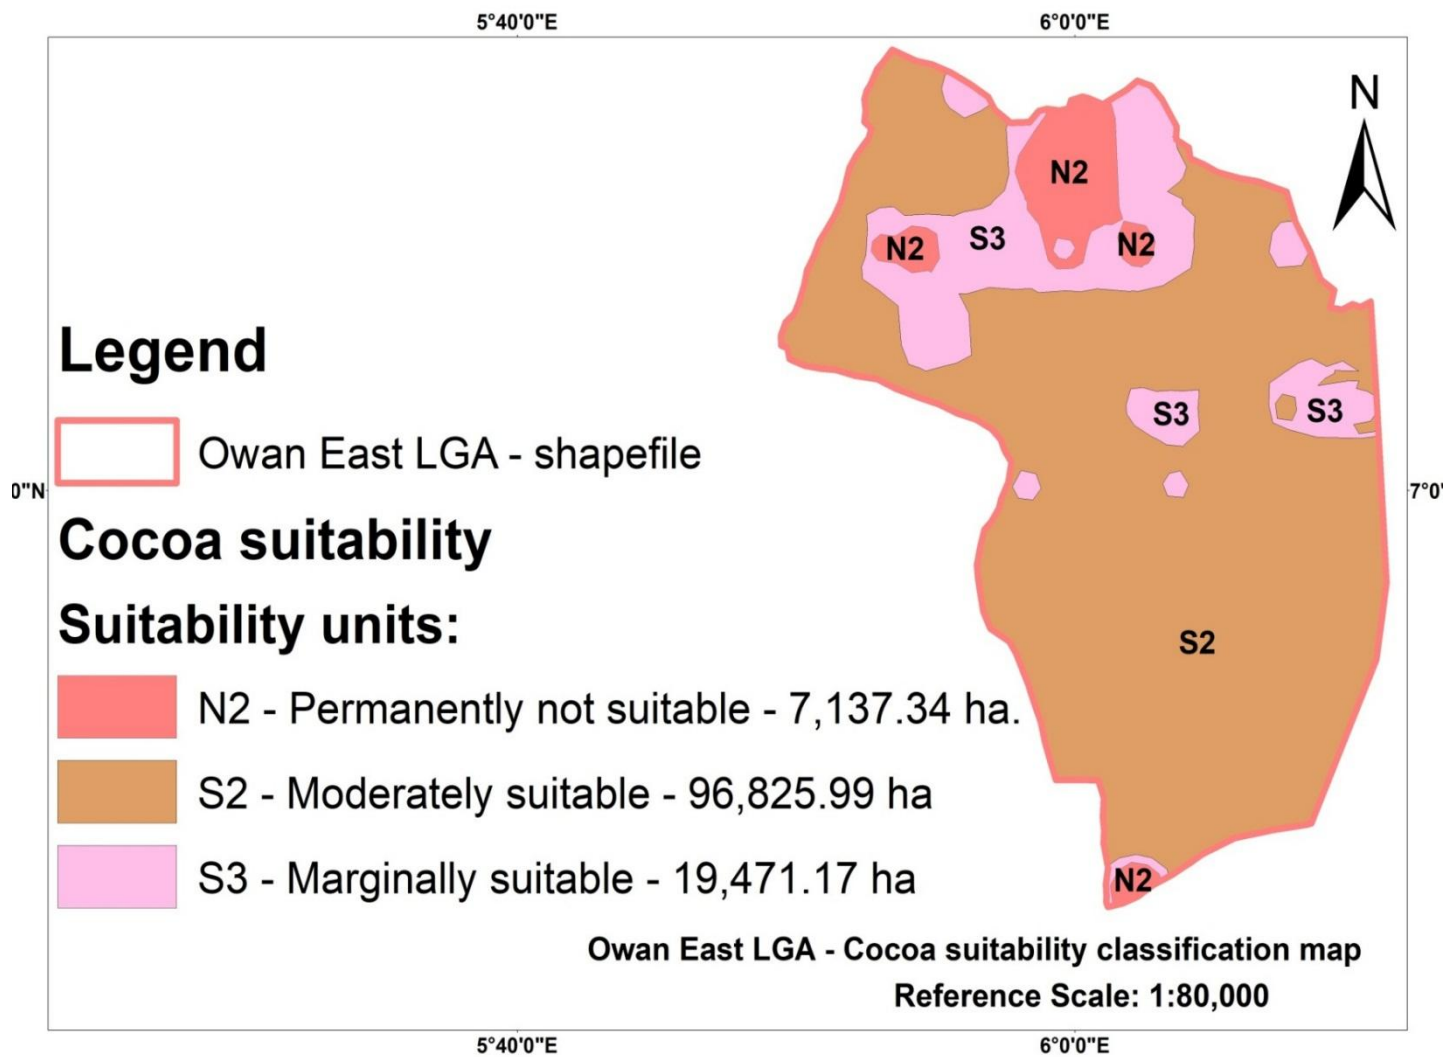 5°40'0"E 6°0'0"E
N
N2
N2 S3 N2
Legend
S3 S3
Owan East LGA - shapefile
0"N 7°0'
Cocoa suitability
Suitability units:
S2
N2 - Permanently not suitable - 7,137.34 ha.
S2 - Moderately suitable - 96,825.99 ha
S3 - Marginally suitable - 19,471.17 ha
N2
Owan East LGA - Cocoa suitability classification map
Reference Scale: 1:80,000
5°40'0"E 6°0'0"E